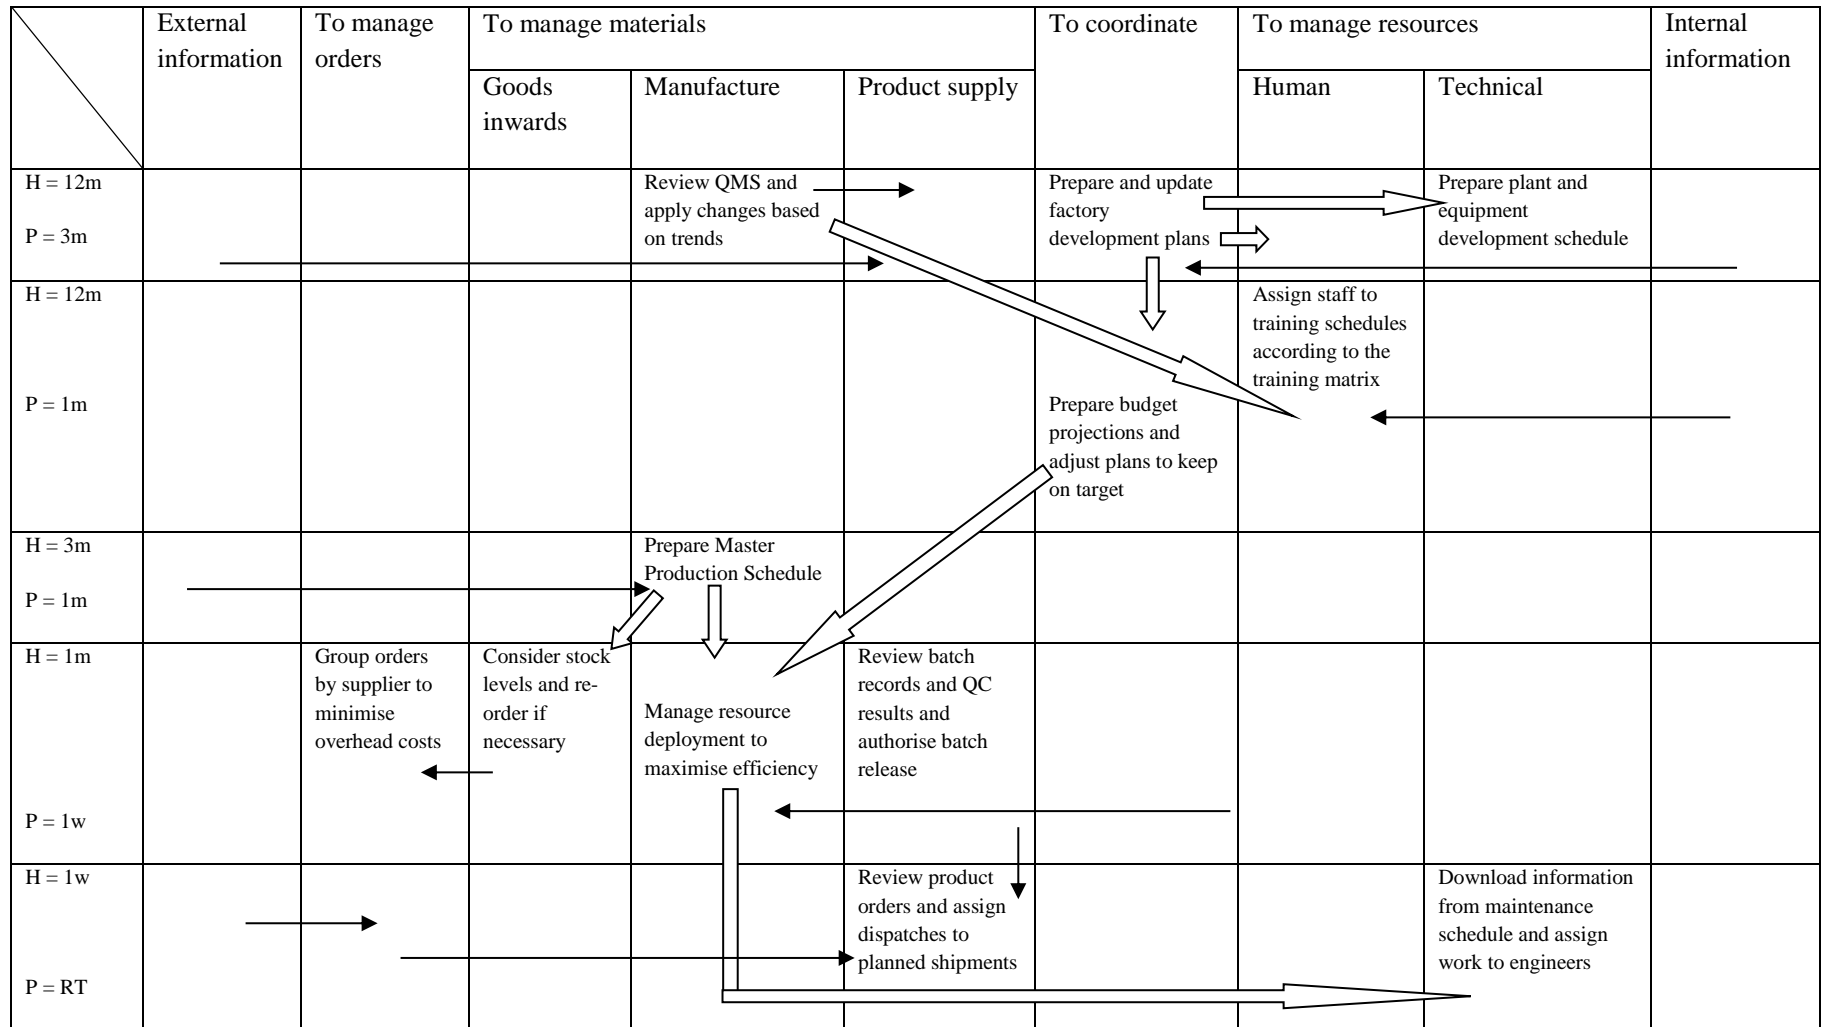 External
information
To manage
orders
To manage materials
To coordinate
To manage resources
Internal
information
Goods
inwards
Manufacture
Product supply
Human
Technical
H = 12m
P = 3m
Review QMS and
apply changes based
on trends
Prepare and update
factory
development plans
Prepare plant and
equipment
development schedule
H = 12m
P = 1m
Prepare budget
projections and
adjust plans to keep
on target
Assign staff to
training schedules
according to the
training matrix
H = 3m
P = 1m
Prepare Master
Production Schedule
H = 1m
P = 1w
Group orders
by supplier to
minimise
overhead costs
Consider stock
levels and re-
order if
necessary
Manage resource
deployment to
maximise efficiency
Review batch
records and QC
results and
authorise batch
release
H = 1w
P = RT
Review product
orders and assign
dispatches to
planned shipments
Download information
from maintenance
schedule and assign
work to engineers